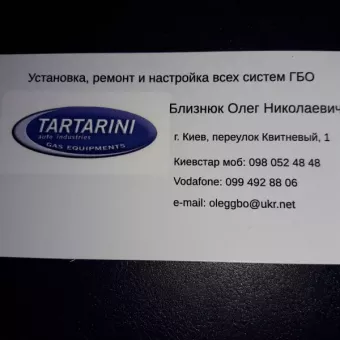 Установка, ремонт и настройка всех систем ГБО
TARTARINI
auto industries
GAS EQUIPMENTS
Близнюк Олег Николаевич
г. Киев, переулок Квитневый, 1
Киевстар моб: 098 052 48 48
Vodafone: 099 492 88 06
e-mail: oleggbo@ukr.net